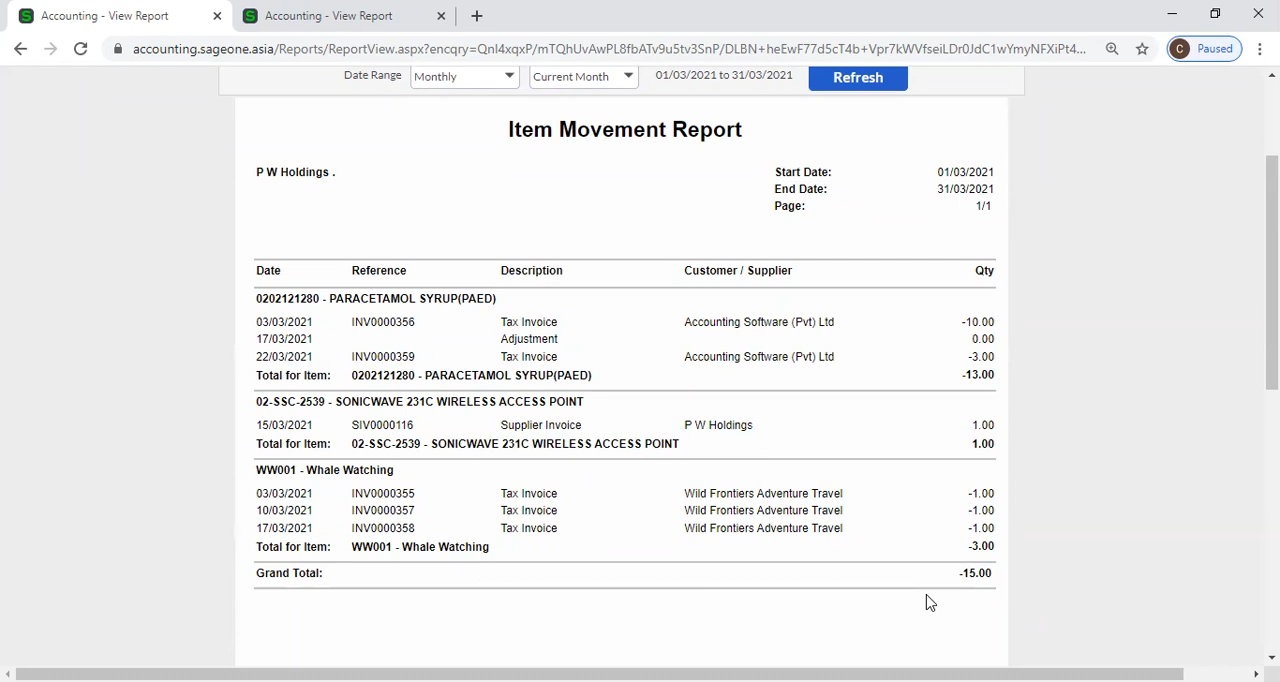 Accounting - View Report
Accounting - View Report
accounting.sageone.asia/Reports/ReportView.aspx?encqry=QnI4xqxP/mTQhUvAwPL8fbATv9u5tv3SnP/DLBN+heEwF77d5cT4b+Vpr7kWVfseiLDr0JdC1wYmyNFXiPt4...
C Paused
Date Range Monthly Current Month 01/03/2021 to 31/03/2021 Refresh
Item Movement Report
P W Holdings .
Start Date: 01/03/2021
End Date: 31/03/2021
Page: 1/1
Date Reference Description Customer / Supplier Qty
0202121280 - PARACETAMOL SYRUP(PAED)
03/03/2021 INV0000356 Tax Invoice Accounting Software (Pvt) Ltd -10.00
17/03/2021 Adjustment 0.00
22/03/2021 INV0000359 Tax Invoice Accounting Software (Pvt) Ltd -3.00
Total for Item: 0202121280 - PARACETAMOL SYRUP(PAED) -13.00
02-SSC-2539 - SONICWAVE 231C WIRELESS ACCESS POINT
15/03/2021 SIV0000116 Supplier Invoice P W Holdings 1.00
Total for Item: 02-SSC-2539 - SONICWAVE 231C WIRELESS ACCESS POINT 1.00
WW001 - Whale Watching
03/03/2021 INV0000355 Tax Invoice Wild Frontiers Adventure Travel -1.00
10/03/2021 INV0000357 Tax Invoice Wild Frontiers Adventure Travel -1.00
17/03/2021 INV0000358 Tax Invoice Wild Frontiers Adventure Travel -1.00
Total for Item: WW001 - Whale Watching -3.00
Grand Total: -15.00